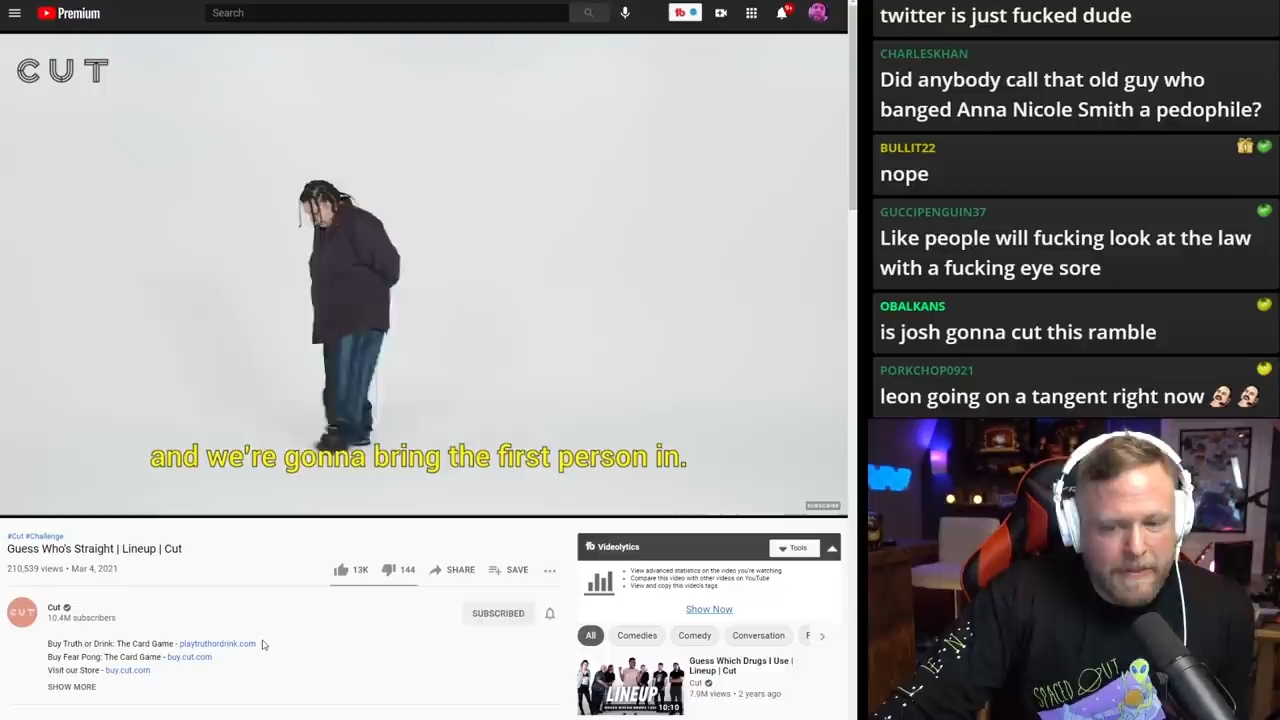 Premium
Search
9+
CUT
and we're gonna bring the first person in.
SUBSCRIBE
#Cut #Challenge
Guess Who's Straight | Lineup | Cut
210,539 views • Mar 4, 2021
13K
144
SHARE
SAVE
CUT
Cut
10.4M subscribers
SUBSCRIBED
Buy Truth or Drink: The Card Game - playtruthordrink.com
Buy Fear Pong: The Card Game - buy.cut.com
Visit our Store - buy.cut.com
SHOW MORE
Videolytics
Tools
View advanced statistics on the video you're watching
Compare this video with other videos on YouTube
View and copy this video's tags
Show Now
All
Comedies
Comedy
Conversation
LINEUP
10:10
Guess Which Drugs I Use |
Lineup | Cut
Cut
7.9M views • 2 years ago
twitter is just fucked dude
CHARLESKHAN
Did anybody call that old guy who
banged Anna Nicole Smith a pedophile?
BULLIT22
nope
GUCCIPENGUIN37
Like people will fucking look at the law
with a fucking eye sore
OBALKANS
is josh gonna cut this ramble
PORKCHOP0921
leon going on a tangent right now
SPACED OUT